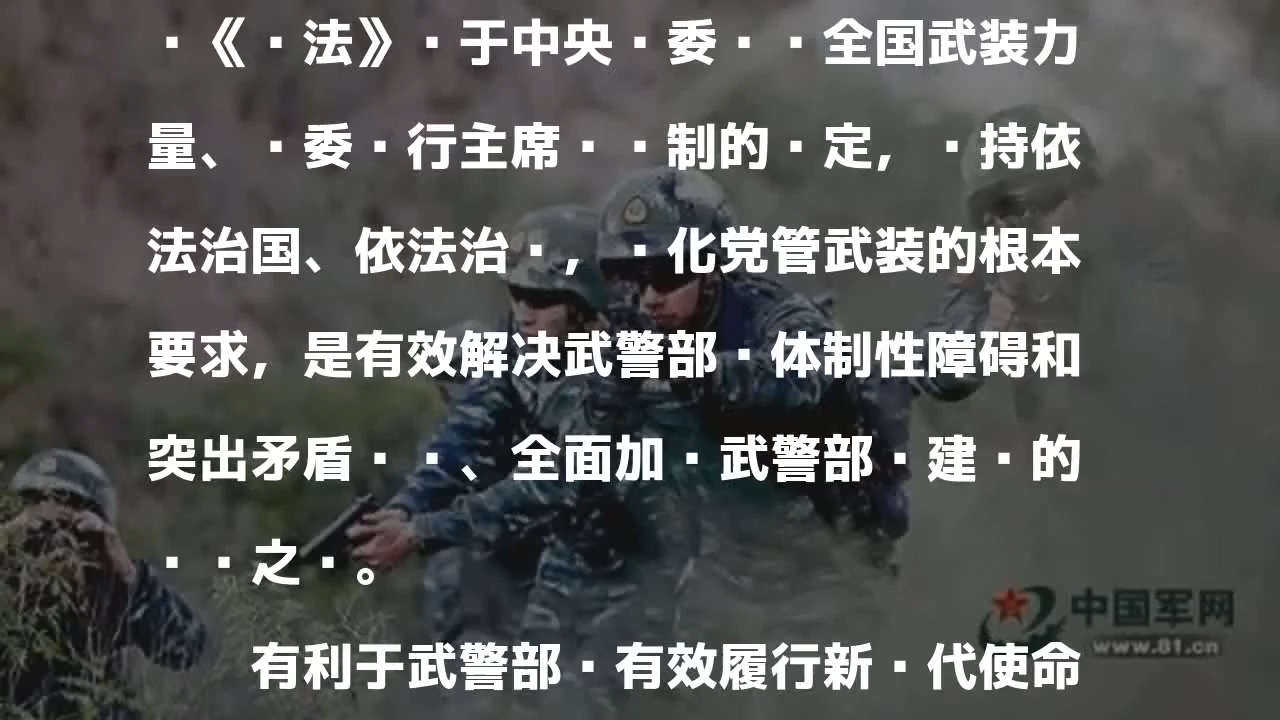 ▪《▪法》▪于中央▪委▪▪全国武装力
量、▪委▪行主席▪▪制的▪定，▪持依
法治国、依法治▪，▪化党管武装的根本
要求，是有效解决武警部▪体制性障碍和
突出矛盾▪▪、全面加▪武警部▪建▪的
▪▪之▪。
有利于武警部▪有效履行新▪代使命
中国军网
www.81.cn